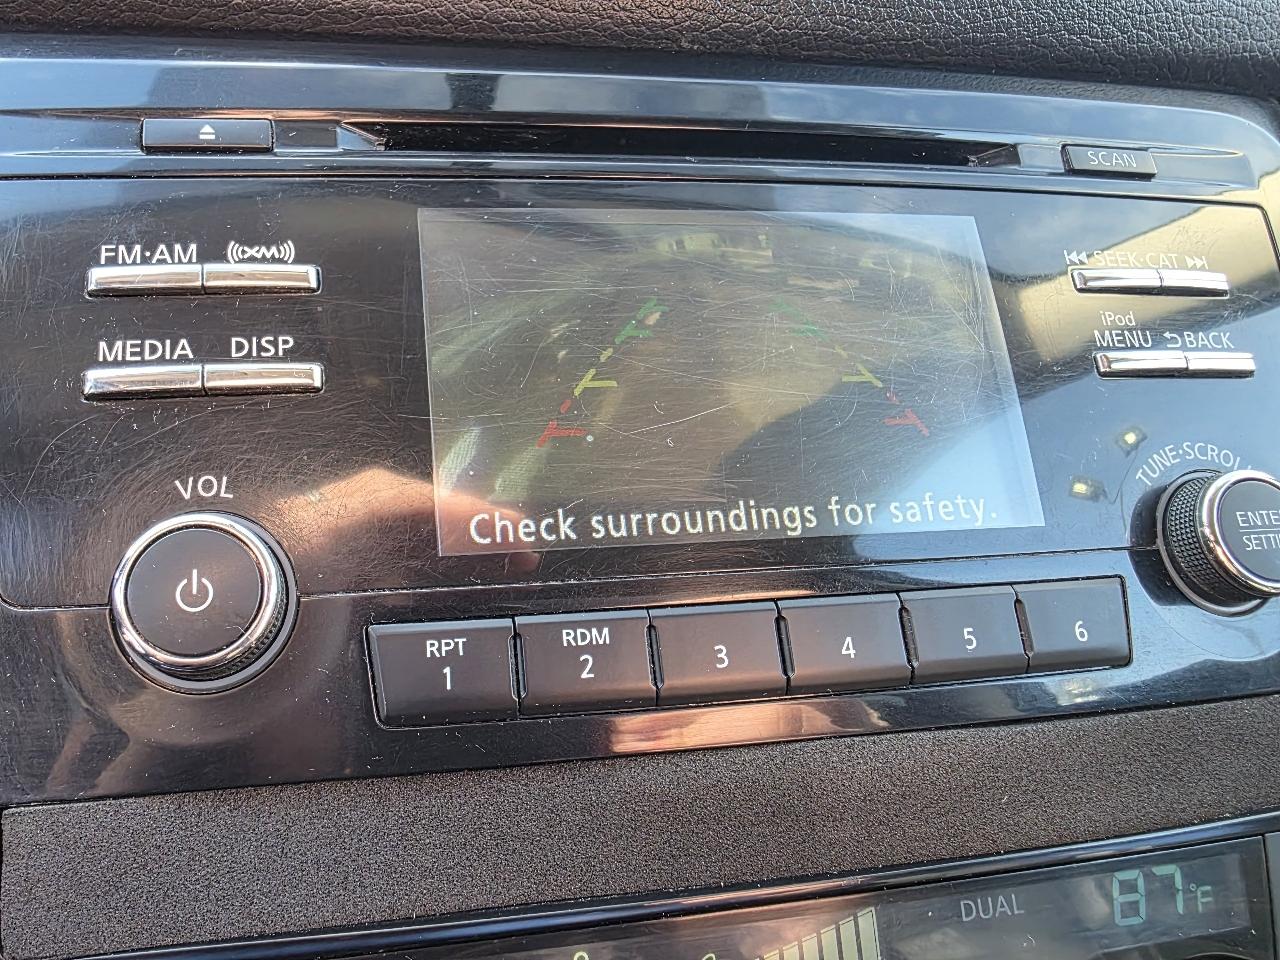 SCAN
FM·AM ((XM))
SEEK·CAT
MEDIA DISP
iPod
MENU BACK
VOL
TUNE·SCROLL
Check surroundings for safety.
RPT
1
RDM
2
3
4
5
6
DUAL
87°F